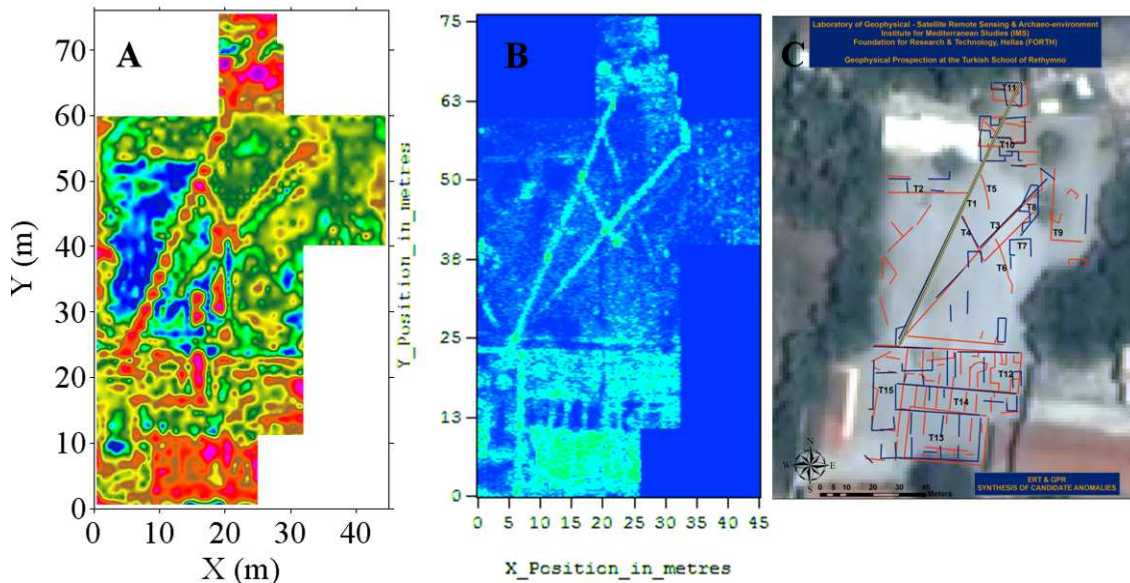 A
Y (m)
70
60
50
40
30
20
10
0
0 10 20 30 40
X (m)
B
Y_Position_in_metres
75
63
50
38
25
13
0
0 5 10 15 20 25 30 35 40 45
X_Position_in_metres
C
Laboratory of Geophysical - Satellite Remote Sensing & Archaeo-environment
Institute for Mediterranean Studies (IMS)
Foundation for Research & Technology, Hellas (FORTH)
Geophysical Prospection at the Turkish School of Rethymno
T11
T10
T2
T5
T1
T8
T3
T4
T9
T7
T6
T12
T15
T14
T13
N
W E
S
0 5 10 20 30 40
Meters
ERT & GPR
SYNTHESIS OF CANDIDATE ANOMALIES